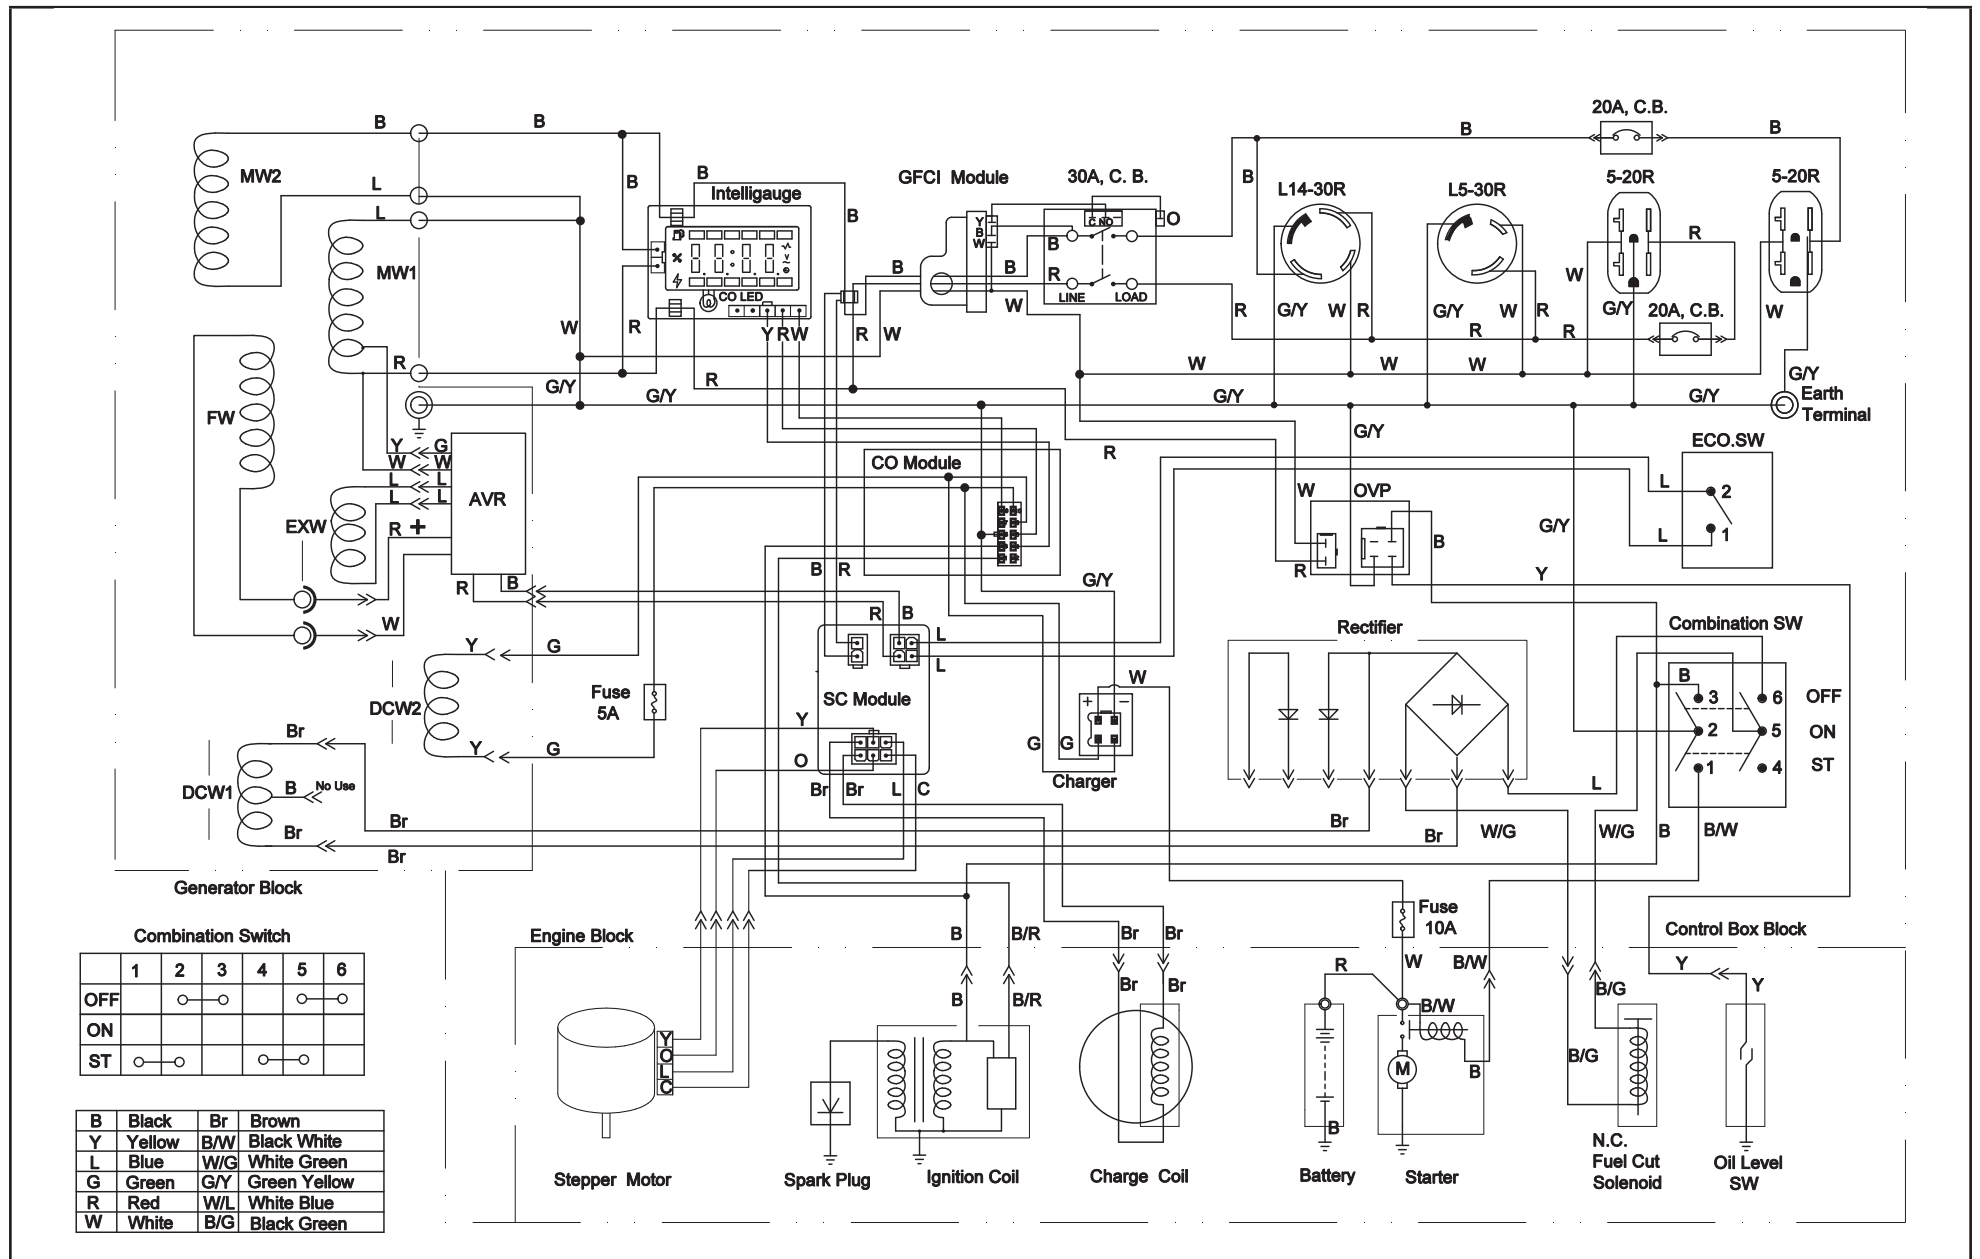 20A, C.B.
B
B
B
B
MW2
L
L
B
B
Intelligauge
B
GFCI Module
30A, C. B.
B
L14-30R
L5-30R
5-20R
5-20R
Y
B
W
C NO
O
B
B
B
R
MW1
CO LED
LINE
LOAD
W
R
Y R W
R
W
W
R
G/Y
W
R
G/Y
W
R
W
G/Y
R
20A, C.B.
W
R
R
R
G/Y
G/Y
R
W
W
W
G/Y
G/Y
G/Y
G/Y
Earth
Terminal
FW
Y
G
W
W
L
L
L
L
R +
AVR
EXW
CO Module
R
G/Y
ECO.SW
W
OVP
L
2
L
1
G/Y
B
R
R
B
B
R
G/Y
Y
W
R
B
L
L
Rectifier
Combination SW
Y
G
DCW2
Fuse
5A
SC Module
W
+
−
B
3
6
OFF
2
5
ON
1
4
ST
Y
O
G
G
Charger
Br
Y
G
DCW1
B
No Use
Br
Br
Br
Br
Br
L
C
Br
Br
L
W/G
W/G
B
B/W
Generator Block
Combination Switch
1 2 3 4 5 6
OFF
ON
ST
Engine Block
B
B/R
Br
Br
Fuse
10A
Control Box Block
B
B/R
Br
Br
R
W
B/W
B/W
B/G
B/G
Y
Y
Y
O
L
C
M
B
B
Stepper Motor
Spark Plug
Ignition Coil
Charge Coil
Battery
Starter
N.C.
Fuel Cut
Solenoid
Oil Level
SW
B Black Br Brown
Y Yellow B/W Black White
L Blue W/G White Green
G Green G/Y Green Yellow
R Red W/L White Blue
W White B/G Black Green